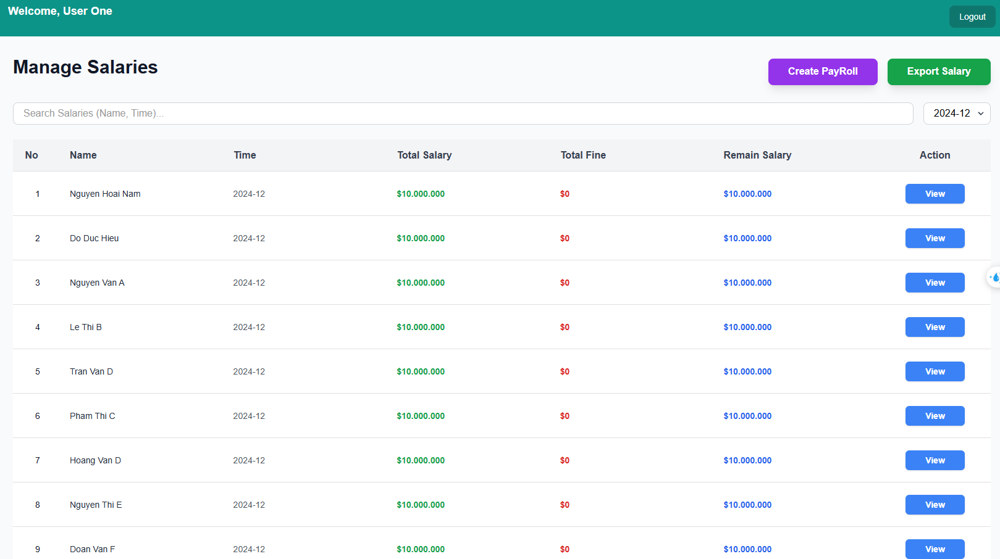 Welcome, User One
Logout
Manage Salaries
Create PayRoll
Export Salary
Search Salaries (Name, Time)...
2024-12
No Name Time Total Salary Total Fine Remain Salary Action
1 Nguyen Hoai Nam 2024-12 $10.000.000 $0 $10.000.000 View
2 Do Duc Hieu 2024-12 $10.000.000 $0 $10.000.000 View
3 Nguyen Van A 2024-12 $10.000.000 $0 $10.000.000 View
4 Le Thi B 2024-12 $10.000.000 $0 $10.000.000 View
5 Tran Van D 2024-12 $10.000.000 $0 $10.000.000 View
6 Pham Thi C 2024-12 $10.000.000 $0 $10.000.000 View
7 Hoang Van D 2024-12 $10.000.000 $0 $10.000.000 View
8 Nguyen Thi E 2024-12 $10.000.000 $0 $10.000.000 View
9 Doan Van F 2024-12 $10.000.000 $0 $10.000.000 View